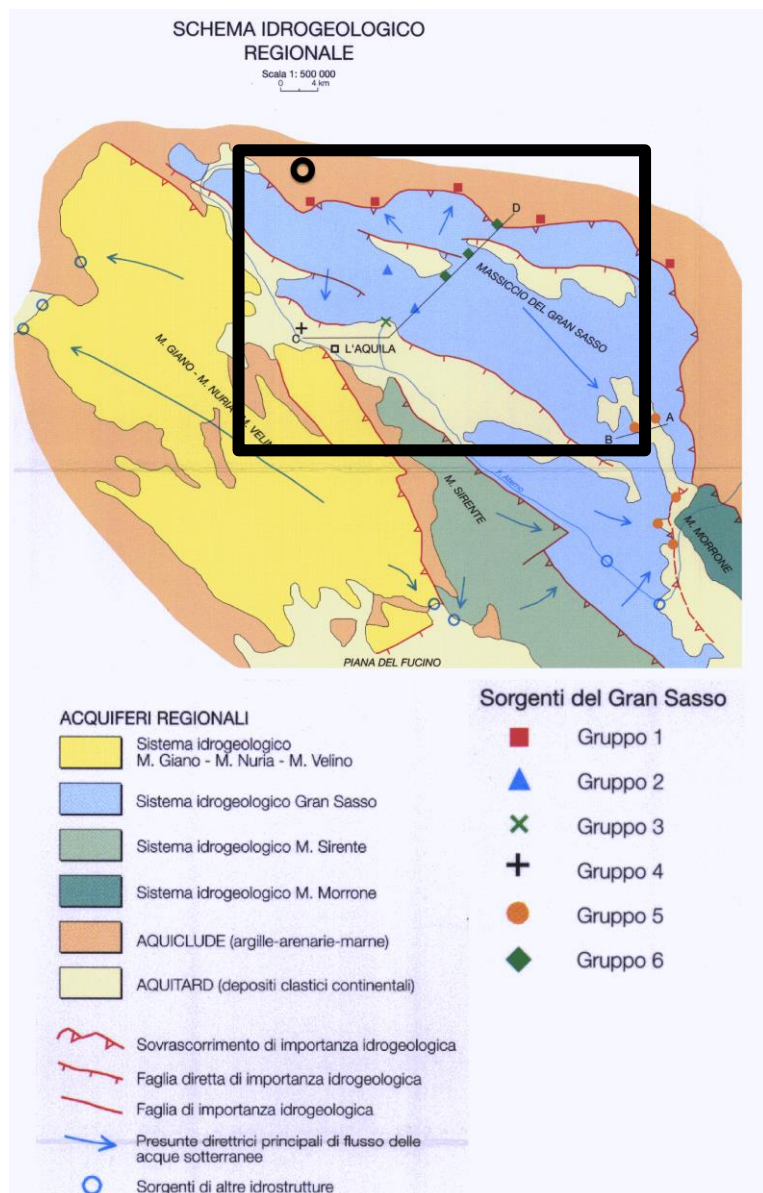 SCHEMA IDROGEOLOGICO
REGIONALE
Scala 1: 500 000
0 4 km
D
MASSICCIO DEL GRAN SASSO
C
L'AQUILA
M. GIANO - M. NURIA - M. VELINO
A
B
F. Aterno
M. SIRENTE
M. MORRONE
PIANA DEL FUCINO
ACQUIFERI REGIONALI
Sistema idrogeologico
M. Giano - M. Nuria - M. Velino
Sistema idrogeologico Gran Sasso
Sistema idrogeologico M. Sirente
Sistema idrogeologico M. Morrone
AQUICLUDE (argille-arenarie-marne)
AQUITARD (depositi clastici continentali)
Sovrascorrimento di importanza idrogeologica
Faglia diretta di importanza idrogeologica
Faglia di importanza idrogeologica
Presunte direttrici principali di flusso delle
acque sotterranee
Sorgenti di altre idrostrutture
Sorgenti del Gran Sasso
Gruppo 1
Gruppo 2
Gruppo 3
Gruppo 4
Gruppo 5
Gruppo 6